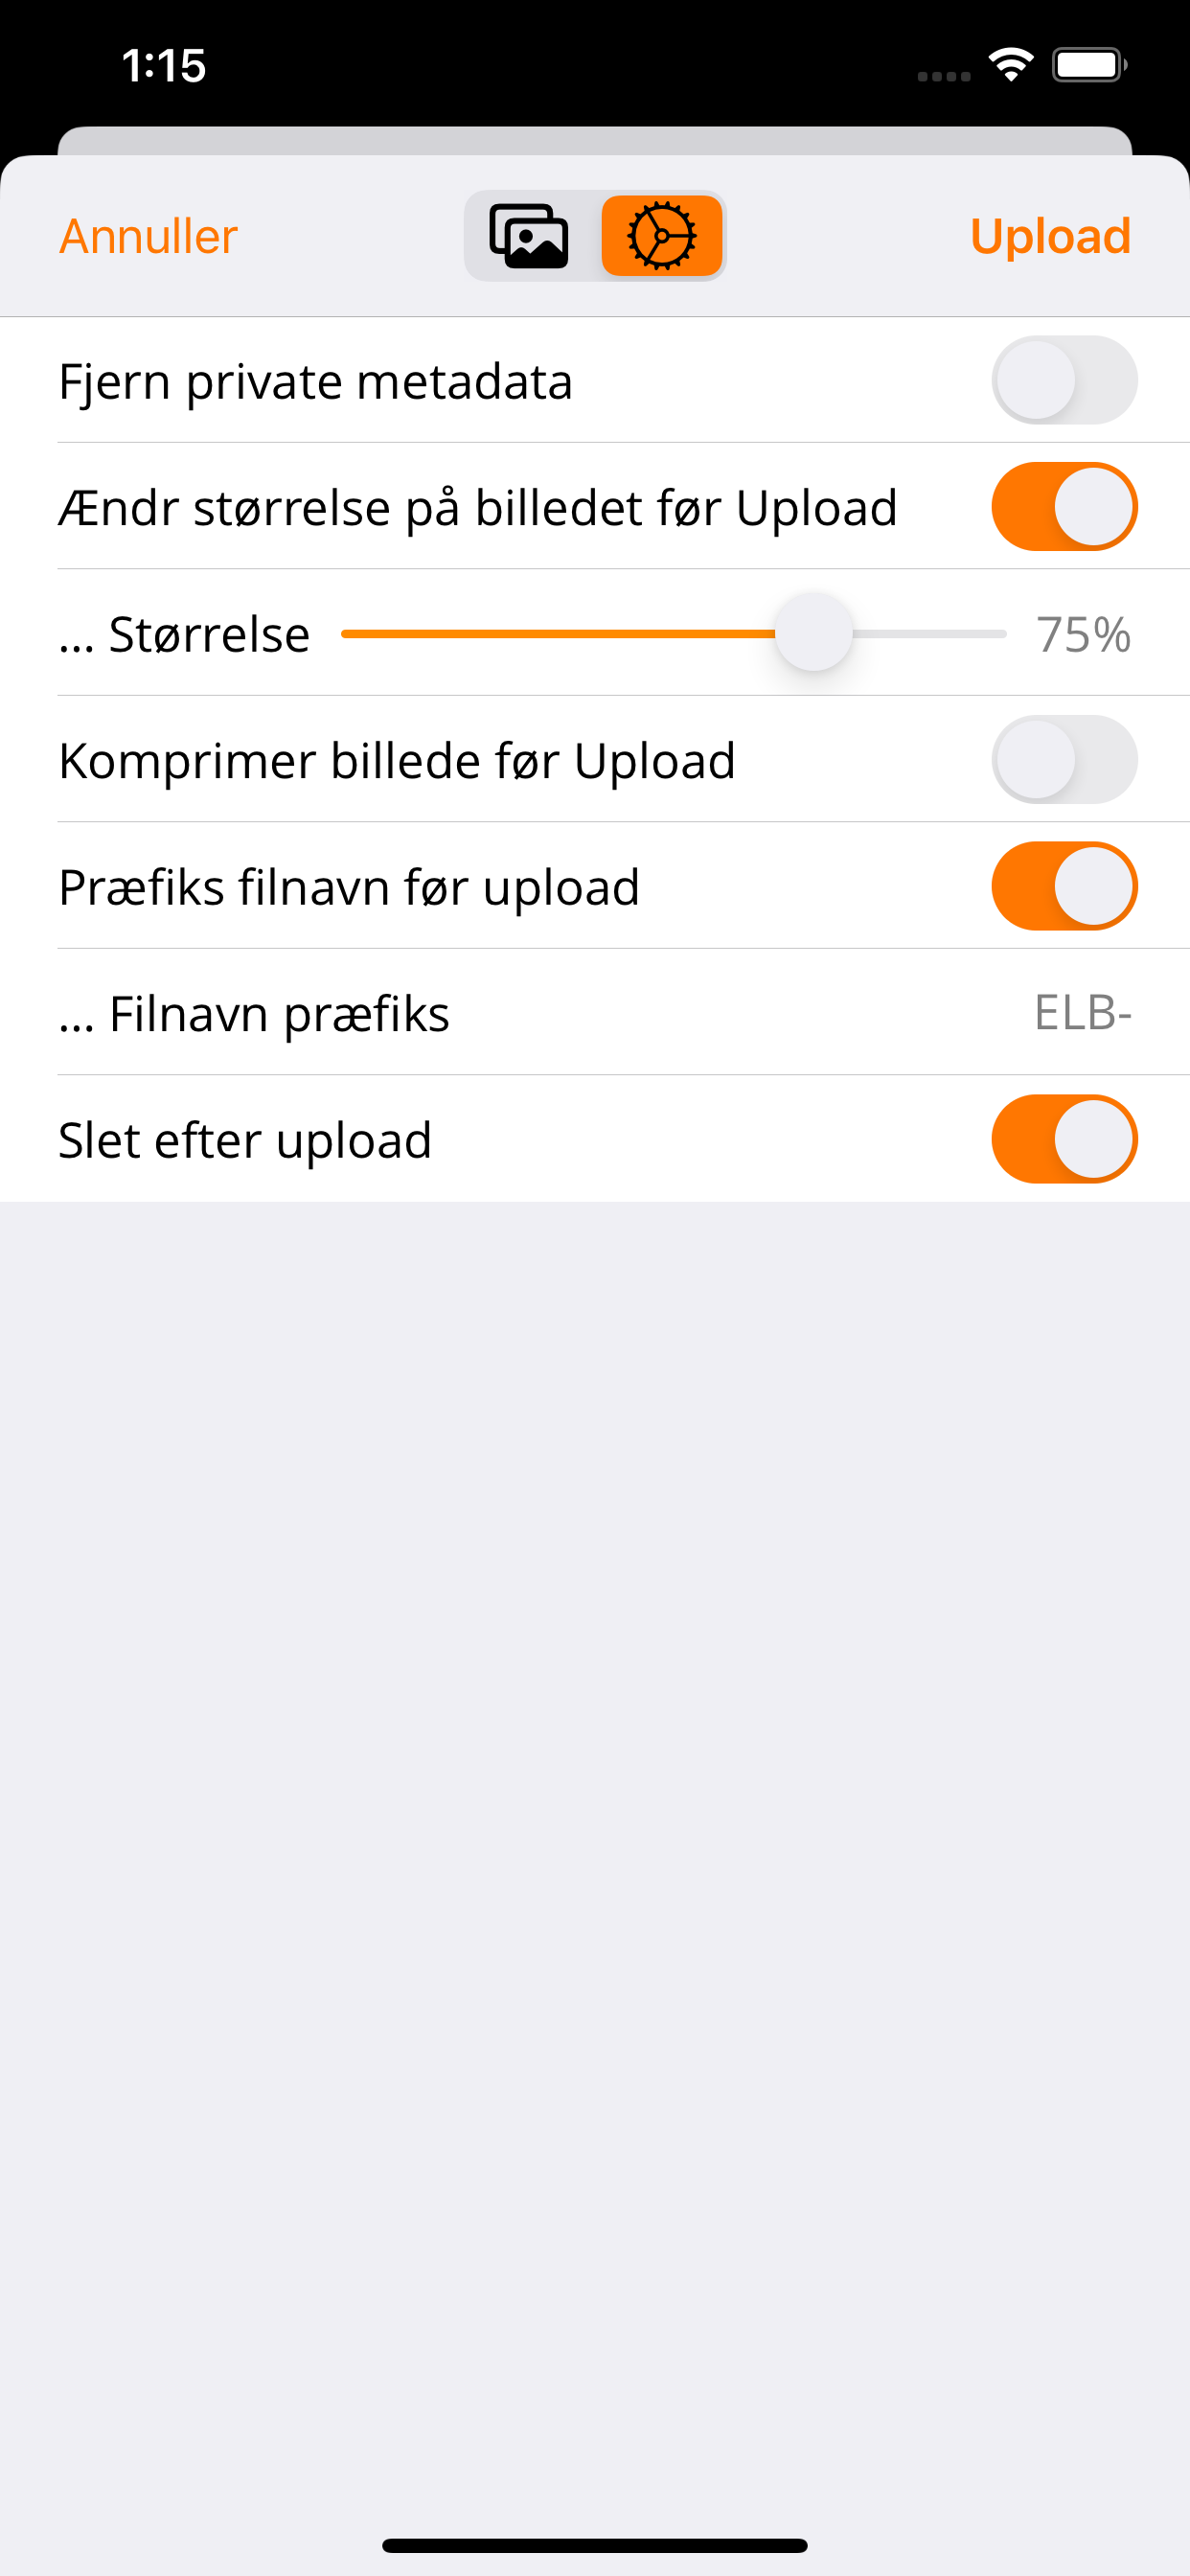 1:15
Annuller
Upload
Fjern private metadata
Ændr størrelse på billedet før Upload
... Størrelse 75%
Komprimer billede før Upload
Præfiks filnavn før upload
... Filnavn præfiks ELB-
Slet efter upload